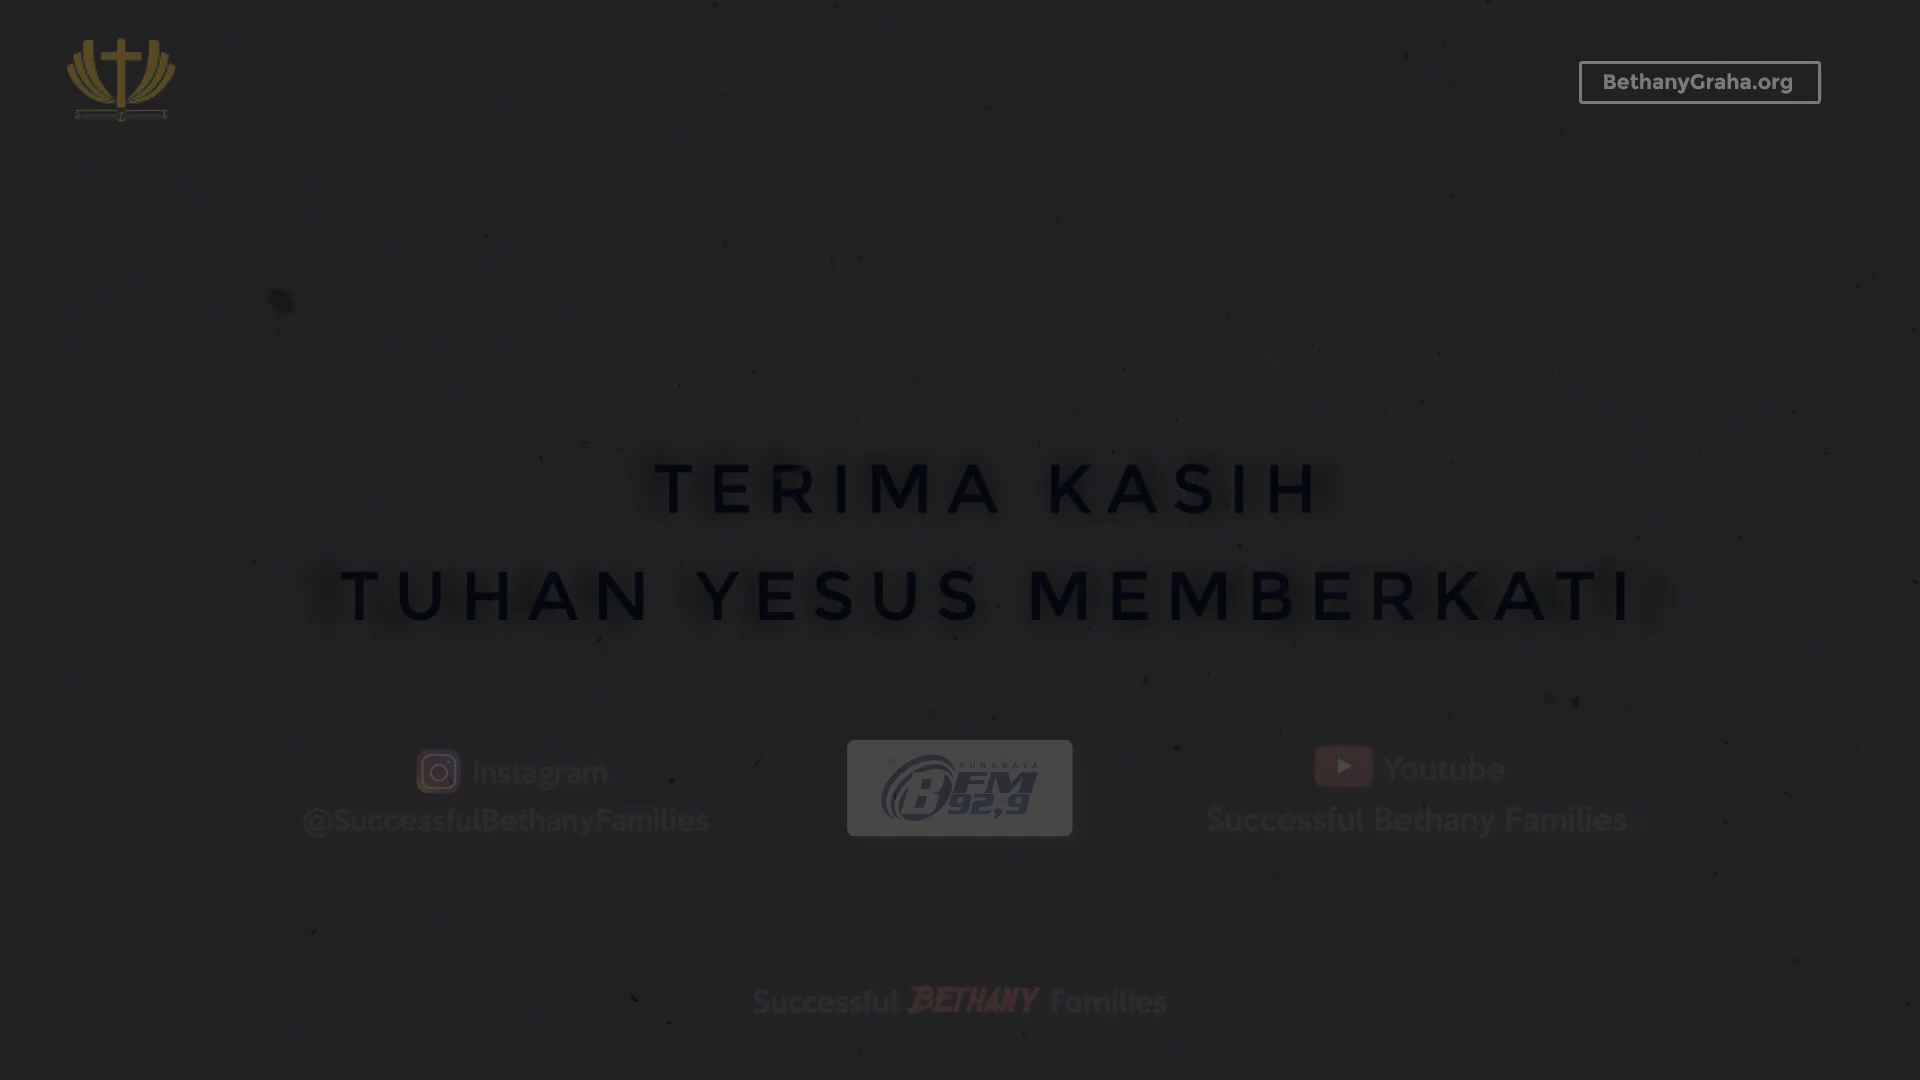 BethanyGraha.org
TERIMA KASIH
TUHAN YESUS MEMBERKATI
Instagram
@SuccessfulBethanyFamilies
SURABAYA
BFM
92,9
Youtube
Successful Bethany Families
Successful BETHANY Families